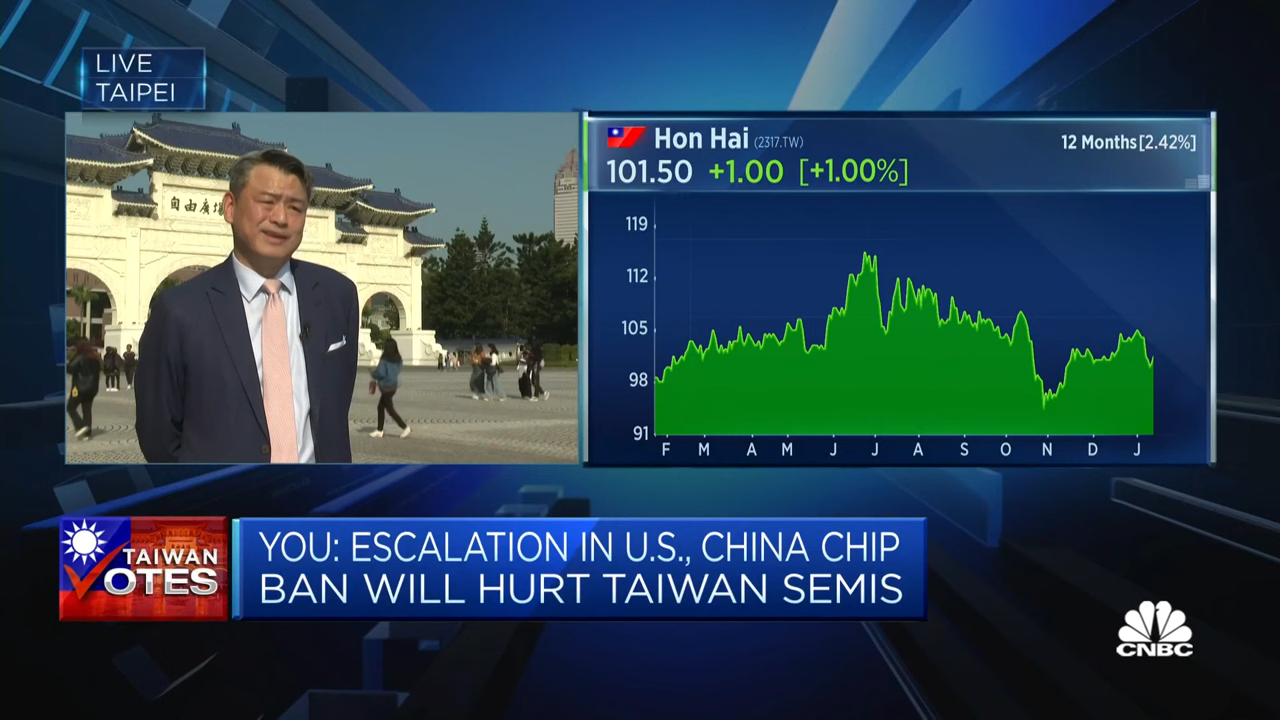 LIVE
TAIPEI
自由廣場
Hon Hai (2317.TW)
12 Months [2.42%]
101.50 +1.00 [+1.00%]
119
112
105
98
91
F M A M J J A S O N D J
TAIWAN
VOTES
YOU: ESCALATION IN U.S., CHINA CHIP
BAN WILL HURT TAIWAN SEMIS
CNBC